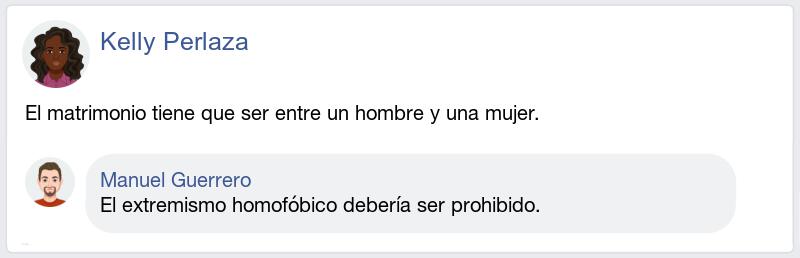 Kelly Perlaza
El matrimonio tiene que ser entre un hombre y una mujer.
Manuel Guerrero
El extremismo homofóbico debería ser prohibido.